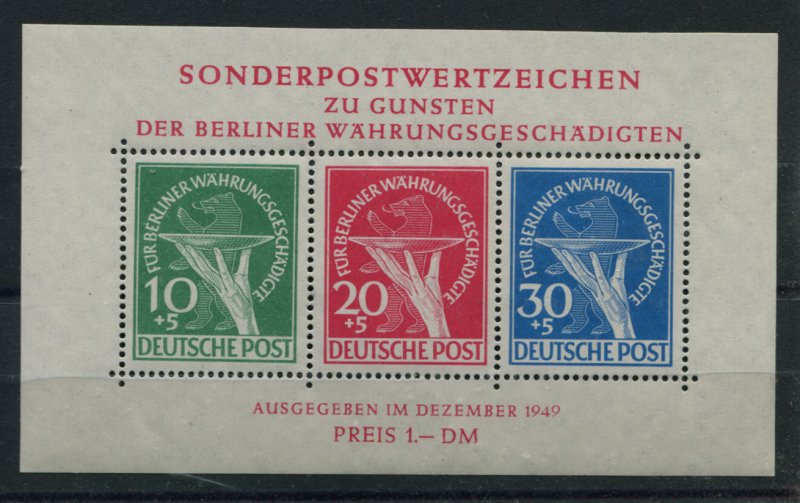 SONDERPOSTWERTZEICHEN
ZU GUNSTEN
DER BERLINER WÄHRUNGSGESCHÄDIGTEN
FÜR BERLINER WÄHRUNGSGESCHÄDIGTE
10
+5
DEUTSCHE POST
FÜR BERLINER WÄHRUNGSGESCHÄDIGTE
20
+5
DEUTSCHE POST
FÜR BERLINER WÄHRUNGSGESCHÄDIGTE
30
+5
DEUTSCHE POST
AUSGEGEBEN IM DEZEMBER 1949
PREIS 1.— DM